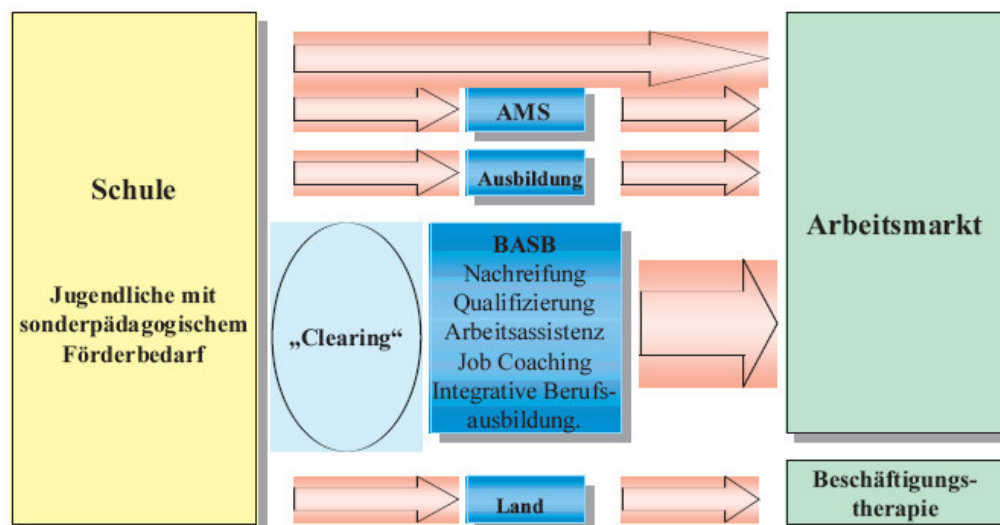 Schule
Jugendliche mit
sonderpädagogischem
Förderbedarf
AMS
Ausbildung
„Clearing“
BASB
Nachreifung
Qualifizierung
Arbeitsassistenz
Job Coaching
Integrative Berufs-
ausbildung.
Land
Arbeitsmarkt
Beschäftigungs-
therapie